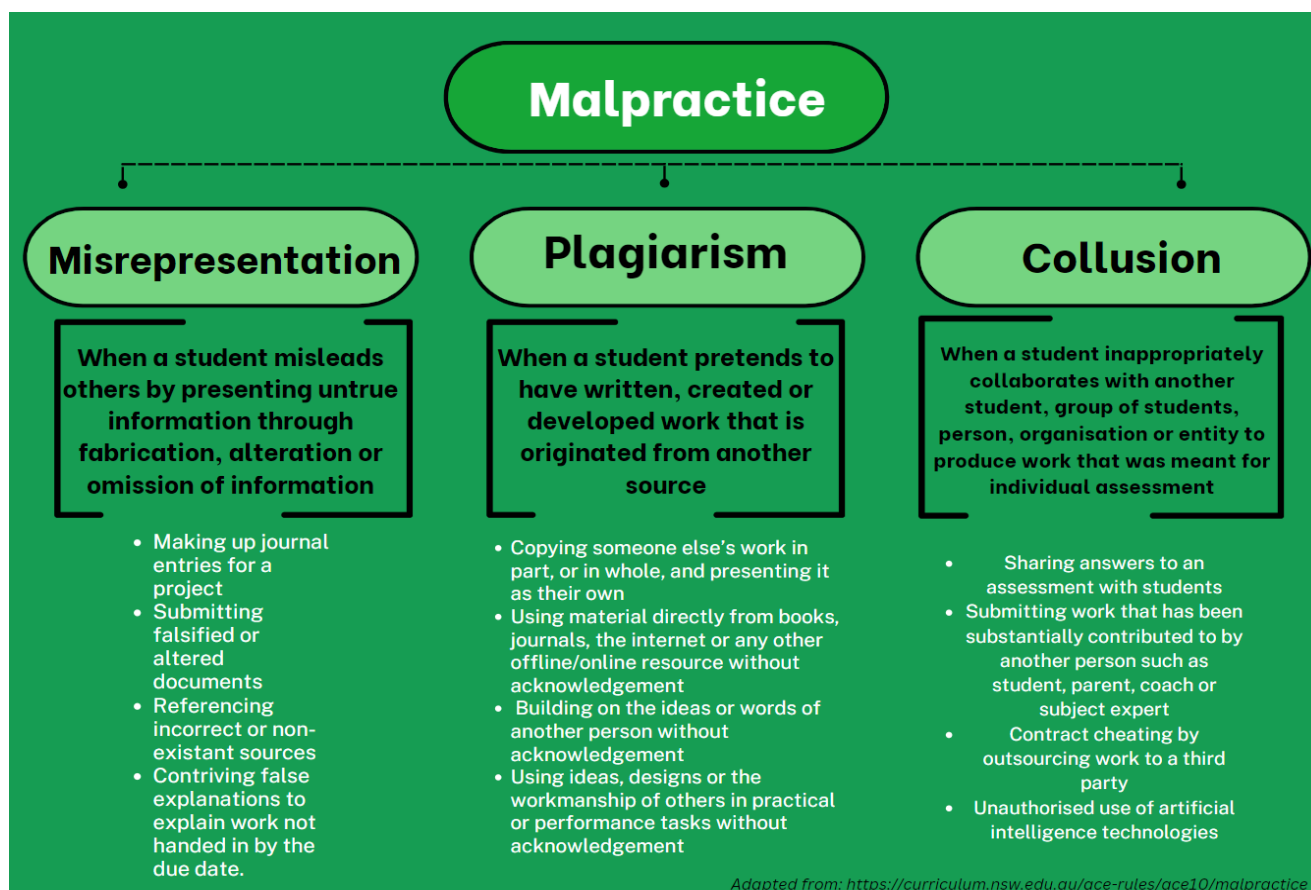 Malpractice
Misrepresentation
When a student misleads
others by presenting untrue
information through
fabrication, alteration or
omission of information
• Making up journal
entries for a
project
• Submitting
falsified or
altered
documents
• Referencing
incorrect or non-
existant sources
• Contriving false
explanations to
explain work not
handed in by the
due date.
Plagiarism
When a student pretends to
have written, created or
developed work that is
originated from another
source
• Copying someone else’s work in
part, or in whole, and presenting it
as their own
• Using material directly from books,
journals, the internet or any other
offline/online resource without
acknowledgement
• Building on the ideas or words of
another person without
acknowledgement
• Using ideas, designs or the
workmanship of others in practical
or performance tasks without
acknowledgement
Collusion
When a student inappropriately
collaborates with another
student, group of students,
person, organisation or entity to
produce work that was meant for
individual assessment
• Sharing answers to an
assessment with students
• Submitting work that has been
substantially contributed to by
another person such as
student, parent, coach or
subject expert
• Contract cheating by
outsourcing work to a third
party
• Unauthorised use of artificial
intelligence technologies
Adapted from: https://curriculum.nsw.edu.au/ace-rules/ace10/malpractice